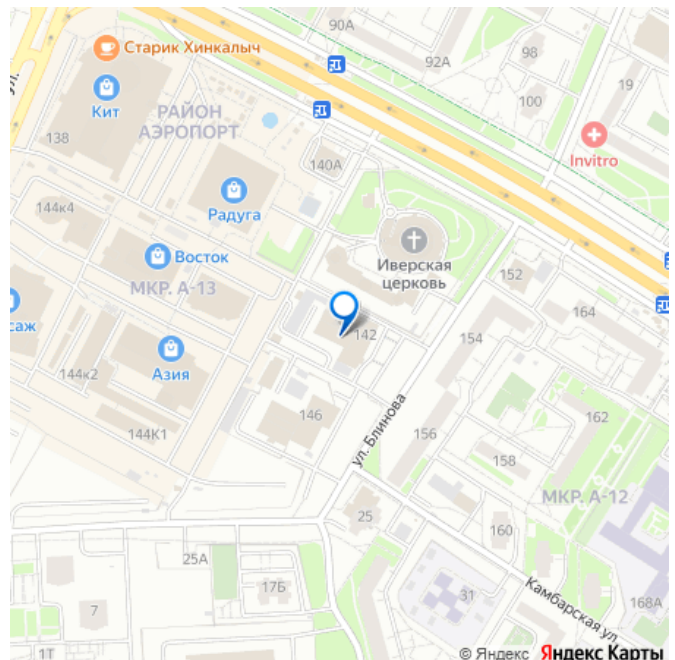 90А
Старик Хинкалыч
92А
98
ул.
19
Кит
100
РАЙОН
АЭРОПОРТ
138
Invitro
140А
144к4
Радуга
Восток
Иверская
церковь
152
МКР. А-13
164
саж
142
154
Азия
144к2
146
162
144К1
ул. Блинова
156
158
МКР. А-12
25
160
25А
17Б
31
Камбарская ул.
168А
7
1Т
© Яндекс Яндекс Карты